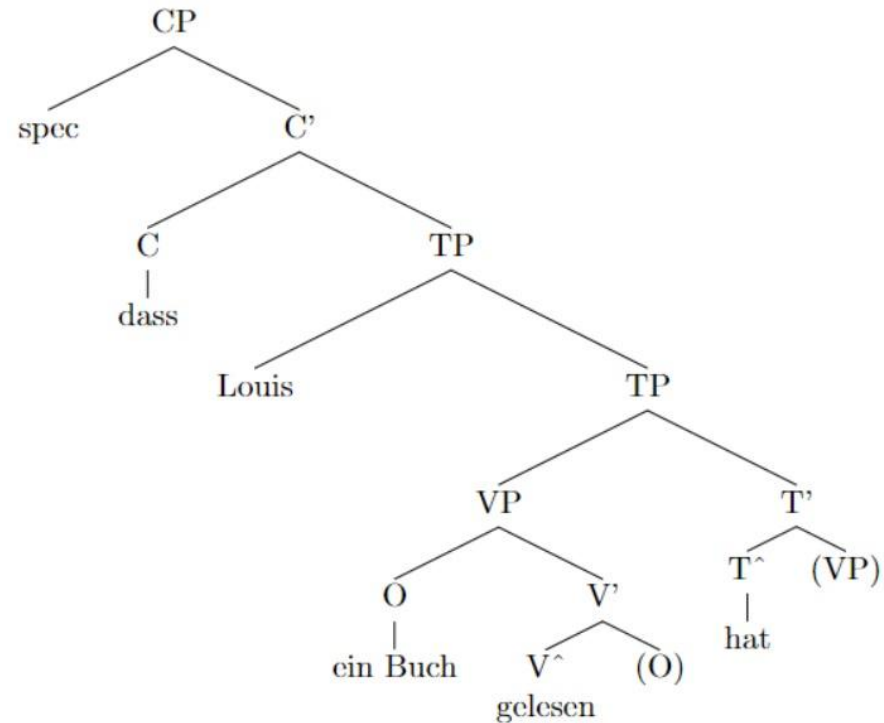 CP
spec C'
C TP
dass
Louis TP
VP T'
O V' T^ (VP)
ein Buch V^ (O) hat
gelesen